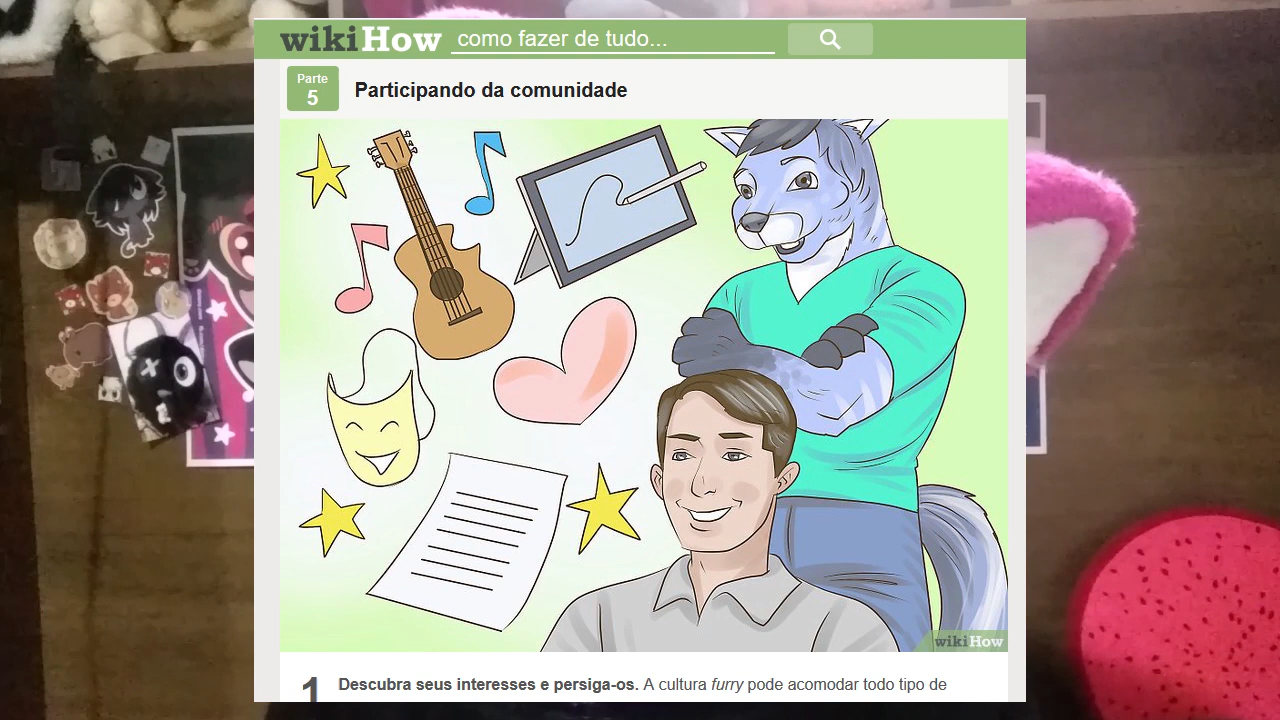 wikiHow como fazer de tudo...
Parte
5
Participando da comunidade
wikiHow
1 Descubra seus interesses e persiga-os. A cultura furry pode acomodar todo tipo de